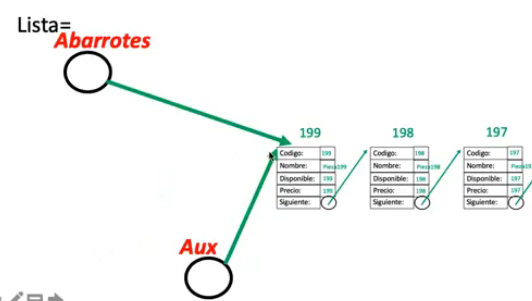 Lista=
Abarrotes
199
Codigo: 199
Nombre: Pieza199
Disponible: 199
Precio: 199
Siguiente:
198
Codigo: 198
Nombre: Pieza198
Disponible: 198
Precio: 198
Siguiente:
197
Codigo: 197
Nombre:
Disponible: 197
Precio: 197
Siguiente:
Aux